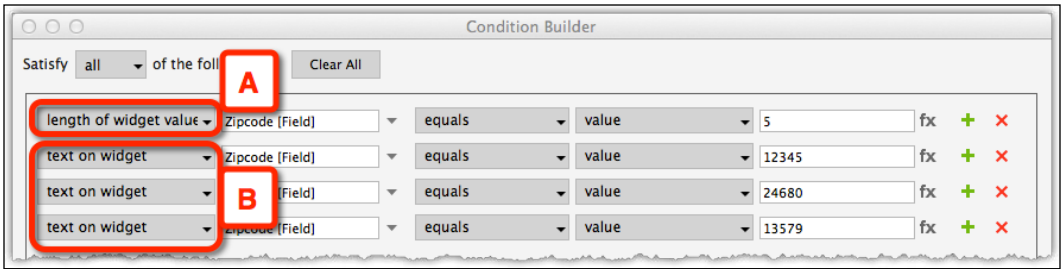 Condition Builder
Satisfy all of the foll Clear All
A
length of widget value Zipcode [Field] equals value 5 fx
text on widget Zipcode [Field] equals value 12345 fx
text on widget [Field] equals value 24680 fx
B
text on widget Zipcode [Field] equals value 13579 fx